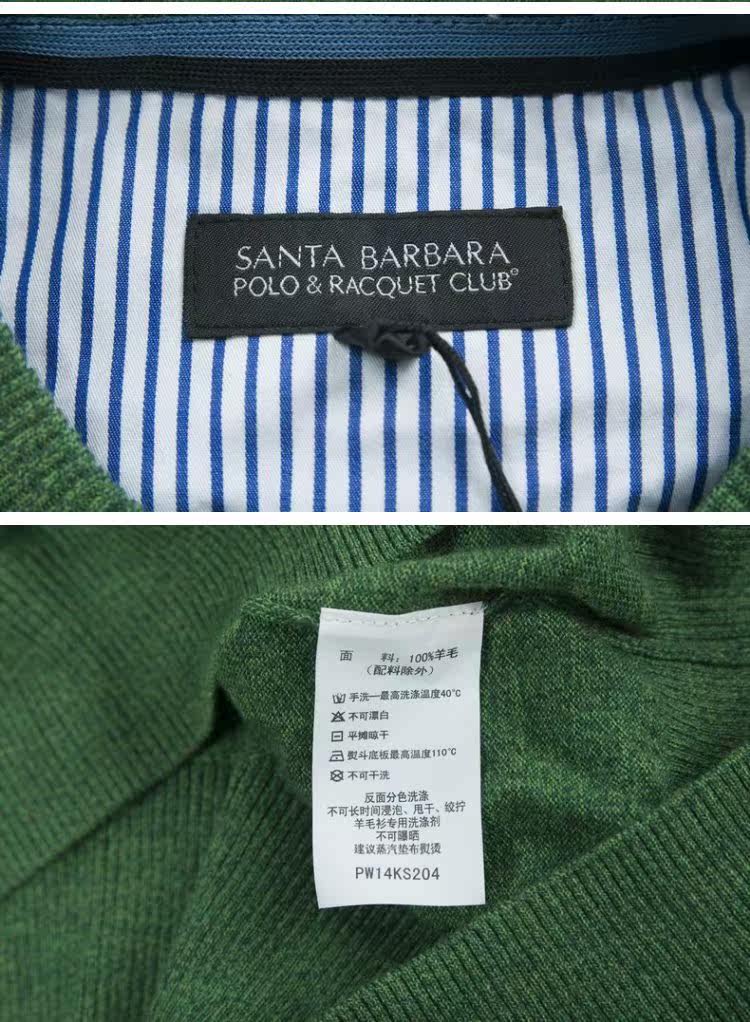 SANTA BARBARA
POLO & RACQUET CLUB®
面 料：100%羊毛
（配料除外）
手洗—最高洗涤温度40℃
不可漂白
平摊晾干
熨斗底板最高温度110℃
不可干洗
反面分色洗涤
不可长时间浸泡、甩干、绞拧
羊毛衫专用洗涤剂
不可曝晒
建议蒸汽垫布熨烫
PW14KS204